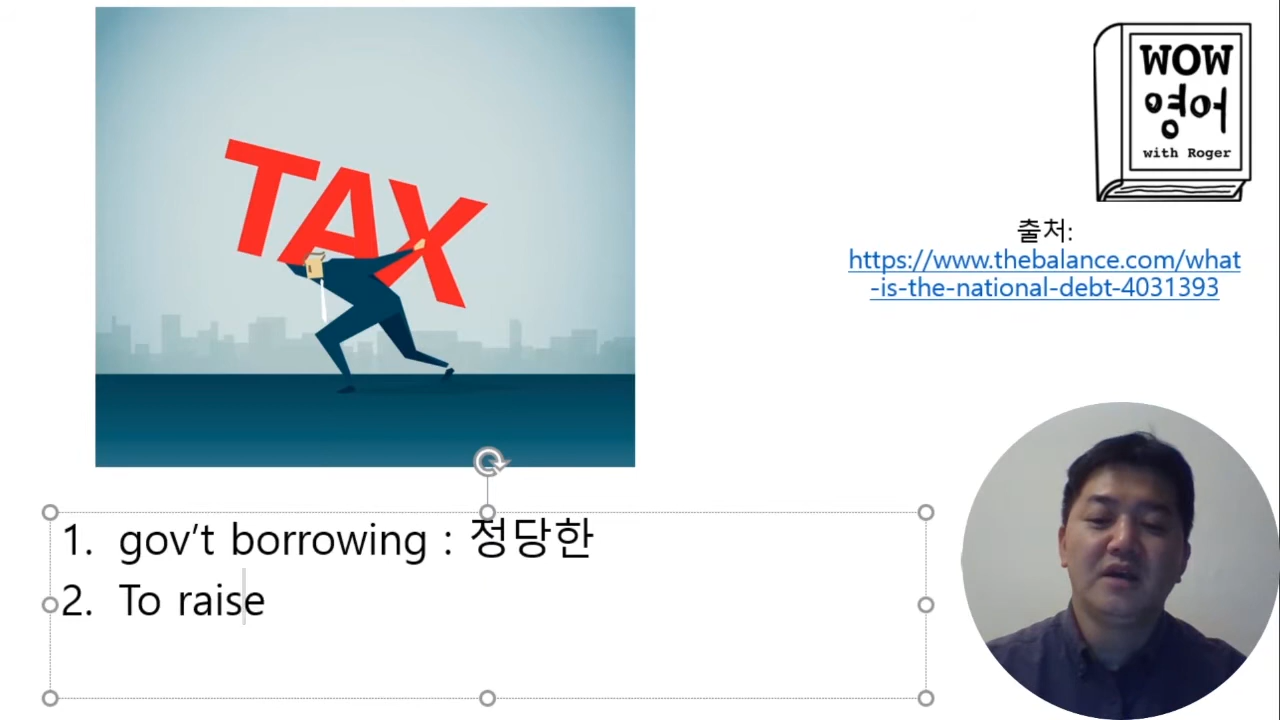 TAX
WOW
영어
with Roger
출처:
https://www.thebalance.com/what
-is-the-national-debt-4031393
1. gov’t borrowing : 정당한
2. To raise